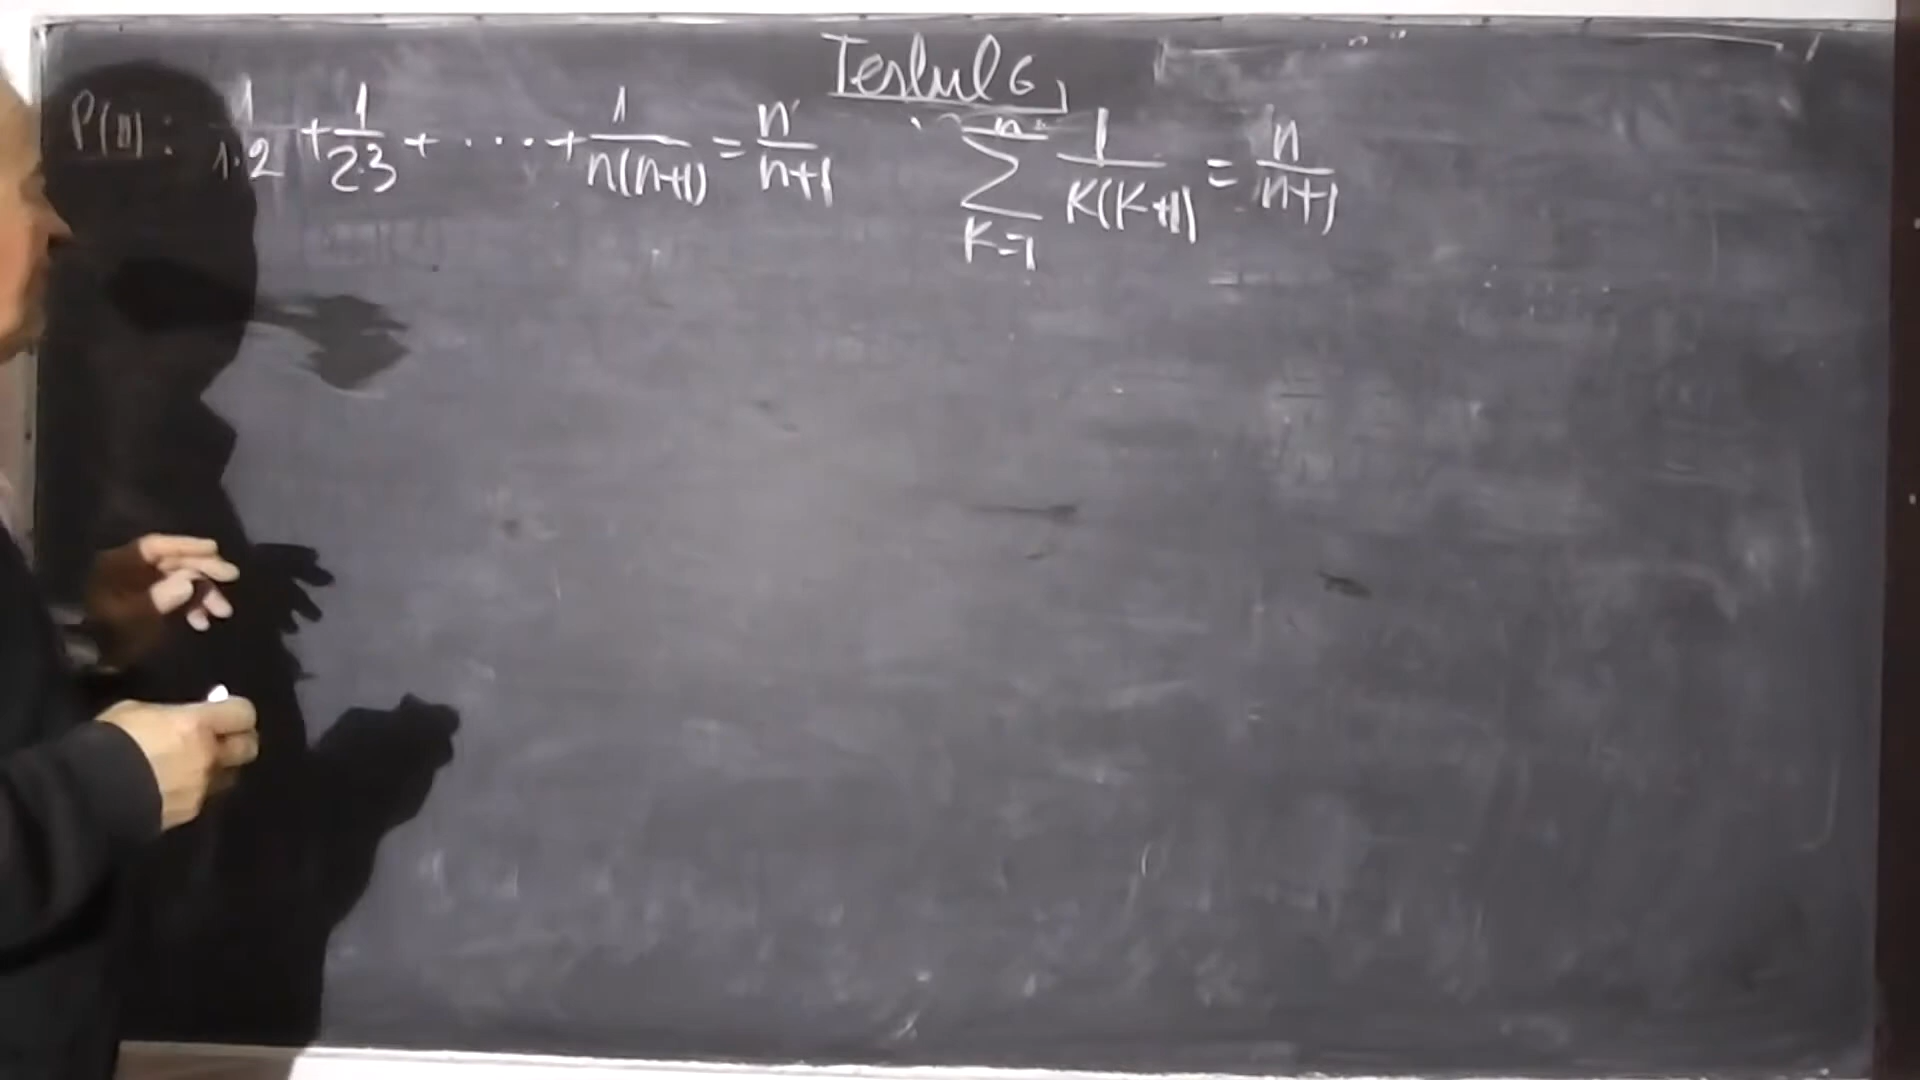 Testul 6
P(n): 1/1·2 + 1/2·3 + ···· + 1/n(n+1) = n/n+1
n∑K=1 1/K(K+1) = n/n+1